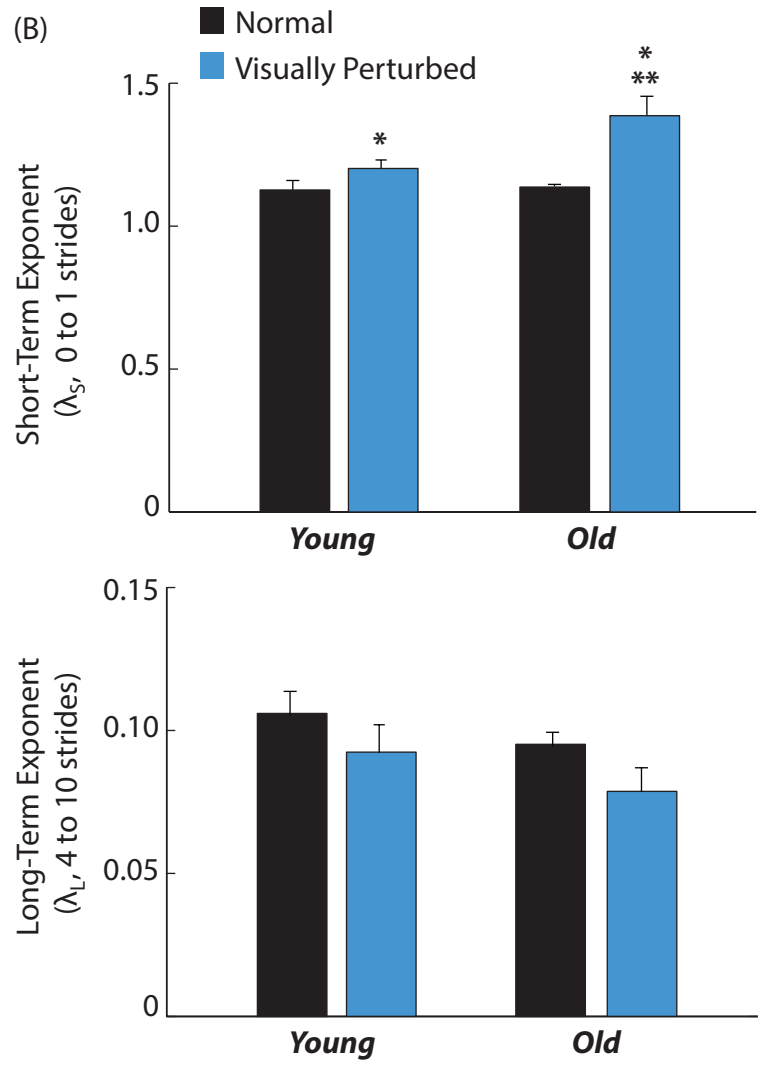 (B)
Normal
Visually Perturbed
Short-Term Exponent
(λS, 0 to 1 strides)
1.5
1.0
0.5
0
*
*
**
Young
Old
Long-Term Exponent
(λL, 4 to 10 strides)
0.15
0.10
0.05
0
Young
Old